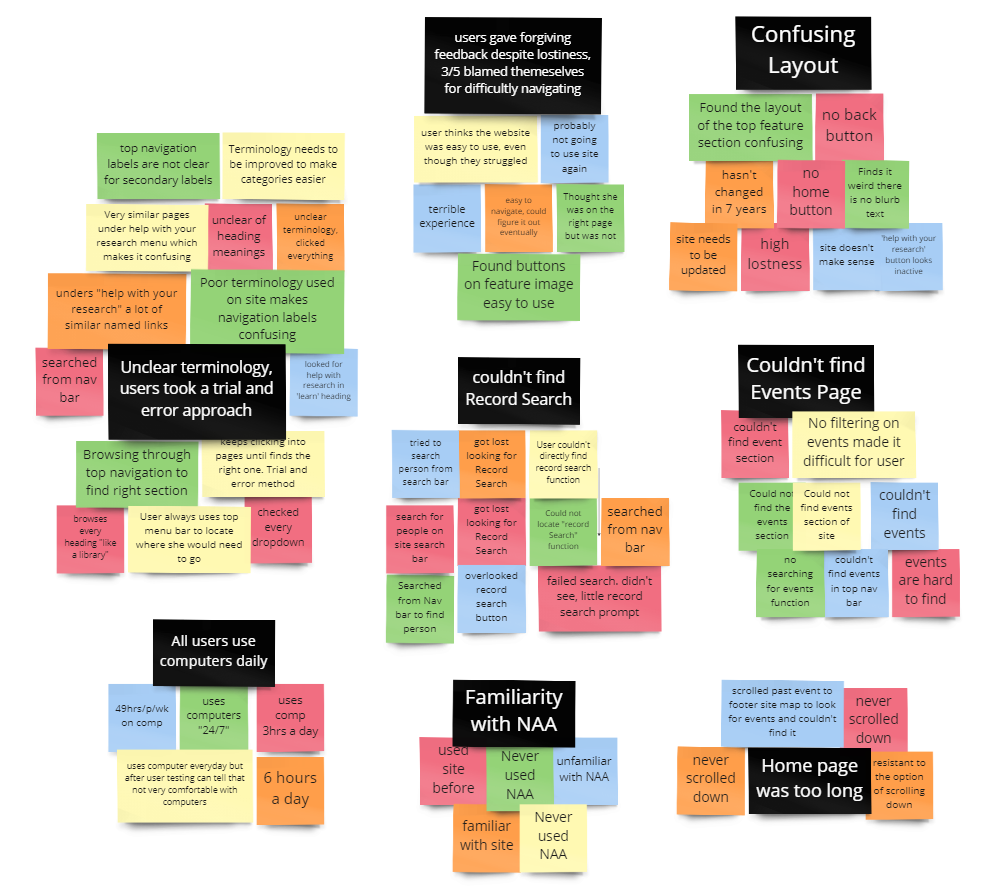 users gave forgiving
feedback despite lostiness,
3/5 blamed themeselves
for difficultly navigating
user thinks the website
was easy to use, even
though they struggled
probably
not going
to use site
again
terrible
experience
easy to
navigate, could
figure it out
eventually
Thought she
was on the
right page
but was not
Found buttons
on feature image
easy to use
Confusing
Layout
Found the layout
of the top feature
section confusing
no back
button
hasn't
changed
in 7 years
no
home
button
Finds it
weird there
is no blurb
text
site needs
to be
updated
high
lostness
site doesn't
make sense
'help with your
research'
button looks
inactive
top navigation
labels are not clear
for secondary labels
Terminology needs to
be improved to make
categories easier
Very similar pages
under help with your
research menu which
makes it confusing
unclear of
heading
meanings
unclear
terminology,
clicked
everything
unders "help with your
research" a lot of
similar named links
Poor terminology used
on site makes
navigation labels
confusing
searched
from nav
bar
Unclear terminology,
users took a trial and
error approach
looked for
help with
research in
'learn' heading
Browsing through
top navigation to
find right section
keeps clicking into
pages until finds the
right one. Trial and
error method
browses
every
heading "like
a library"
User always uses top
menu bar to locate
where she would need
to go
checked
every
dropdown
couldn't find
Record Search
tried to
search
person from
search bar
got lost
looking for
Record
Search
User couldn't
directly find
record search
function
search for
people on
site search
bar
got lost
looking for
Record
Search
Could not
locate "record
Search"
function
searched
from nav
bar
Searched
from Nav
bar to find
person
overlooked
record
search
button
failed search. didn't
see, little record
search prompt
Couldn't find
Events Page
couldn't
find event
section
No filtering on
events made it
difficult for user
Could not
find the
events
section
Could not
find events
section of
site
couldn't
find
events
no
searching
for events
function
couldn't
find events
in top nav
bar
events
are hard
to find
All users use
computers daily
49hrs/p/wk
on comp
uses
computers
"24/7"
uses
comp
3hrs a day
uses computer everyday but
after user testing can tell that
not very comfortable with
computers
6 hours
a day
Familiarity
with NAA
used
site
before
Never
used
NAA
unfamiliar
with NAA
familiar
with site
Never
used
NAA
scrolled past event to
footer site map to look
for events and couldn't
find it
never
scrolled
down
never
scrolled
down
Home page
was too long
resistant to
the option
of scrolling
down